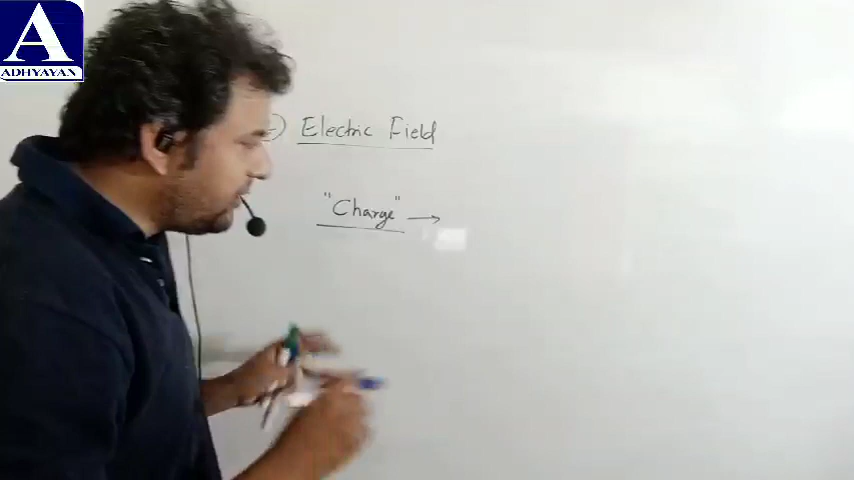 A
ADHYAYAN
Electric Field
"Charge" →